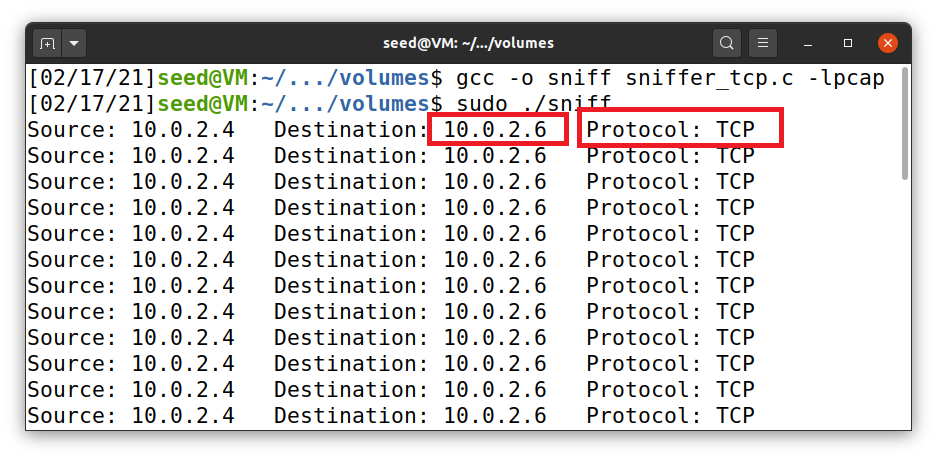 seed@VM: ~/.../volumes
[02/17/21]seed@VM:~/.../volumes$ gcc -o sniff sniffer_tcp.c -lpcap
[02/17/21]seed@VM:~/.../volumes$ sudo ./sniff
Source: 10.0.2.4   Destination: 10.0.2.6   Protocol: TCP
Source: 10.0.2.4   Destination: 10.0.2.6   Protocol: TCP
Source: 10.0.2.4   Destination: 10.0.2.6   Protocol: TCP
Source: 10.0.2.4   Destination: 10.0.2.6   Protocol: TCP
Source: 10.0.2.4   Destination: 10.0.2.6   Protocol: TCP
Source: 10.0.2.4   Destination: 10.0.2.6   Protocol: TCP
Source: 10.0.2.4   Destination: 10.0.2.6   Protocol: TCP
Source: 10.0.2.4   Destination: 10.0.2.6   Protocol: TCP
Source: 10.0.2.4   Destination: 10.0.2.6   Protocol: TCP
Source: 10.0.2.4   Destination: 10.0.2.6   Protocol: TCP
Source: 10.0.2.4   Destination: 10.0.2.6   Protocol: TCP
Source: 10.0.2.4   Destination: 10.0.2.6   Protocol: TCP